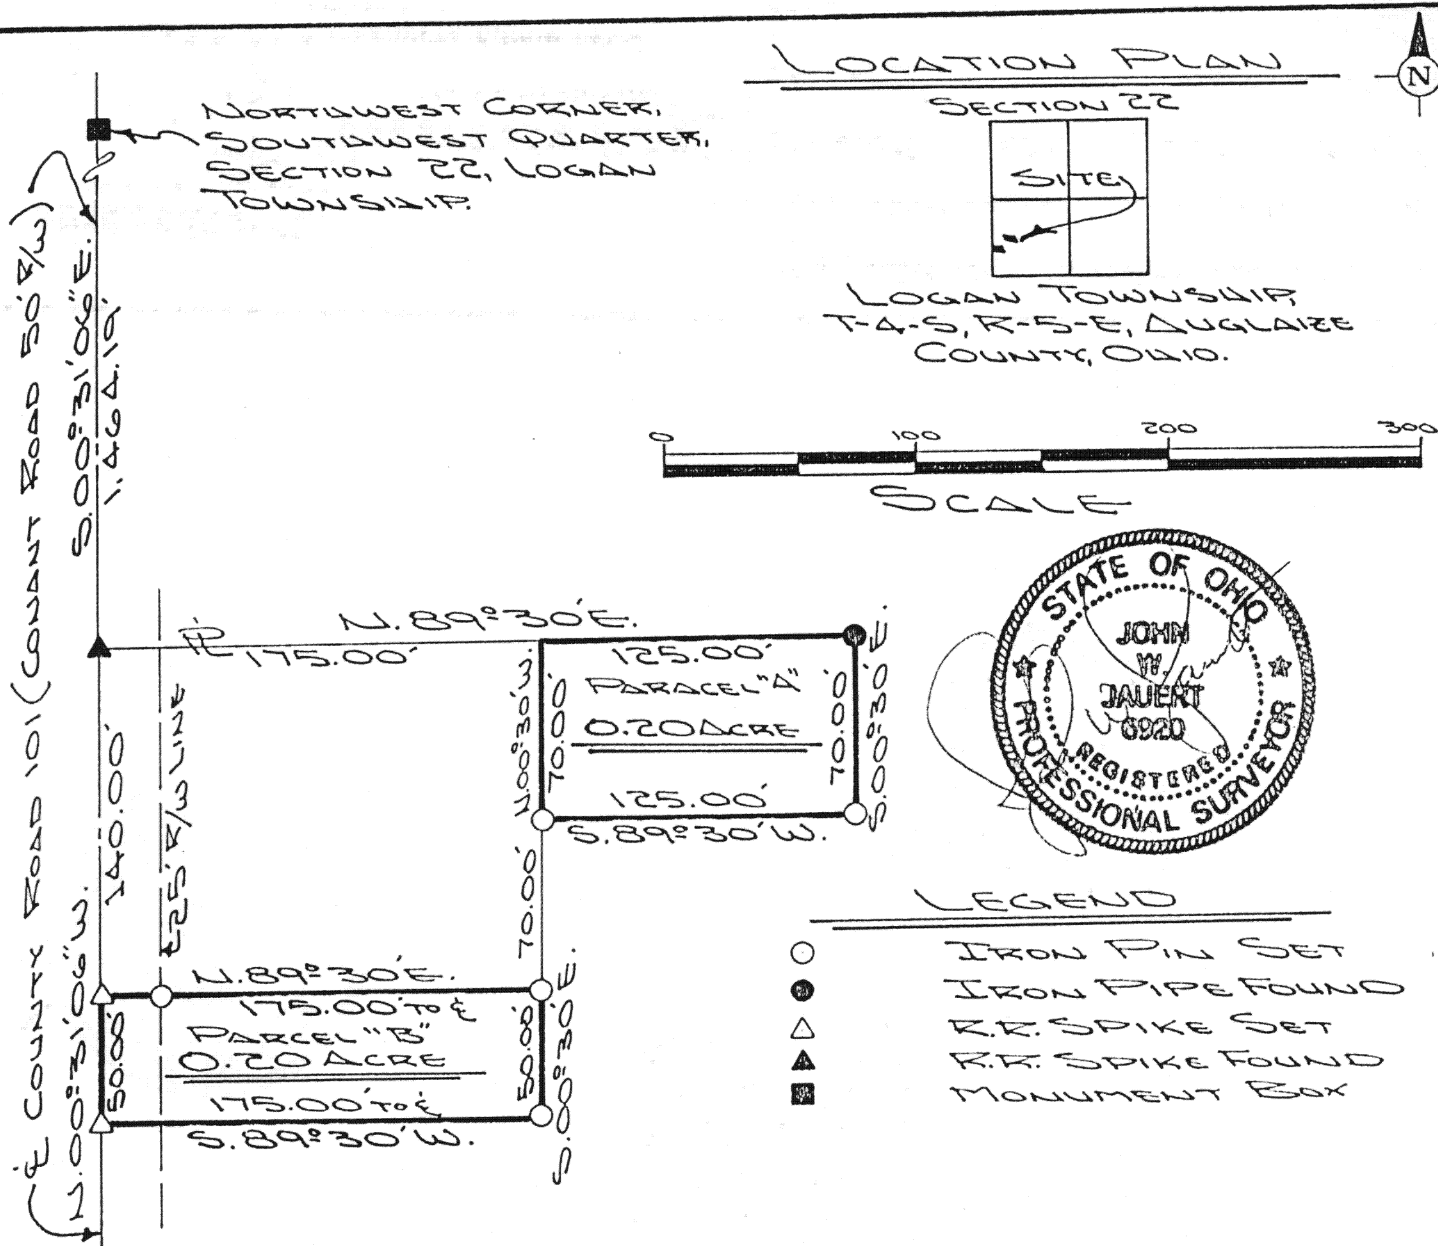 LOCATION PLAN
N
SECTION 22
SITE
LOGAN TOWNSHIP,
T-4-S, R-5-E, AUGLAIZE
COUNTY, OHIO.
NORTHWEST CORNER,
SOUTHWEST QUARTER,
SECTION 22, LOGAN
TOWNSHIP.
0 100 200 300
SCALE
℄ COUNTY ROAD 101 (CONANT ROAD 50' R/W)
S.00°31'06"E.
1,464.19'
STATE OF OHIO
JOHN
W.
JAUERT
6920
REGISTERED
PROFESSIONAL SURVEYOR
N.89°30'E.
PL
175.00'
125.00'
PARACEL "A"
0.20 ACRE
N.00°30'W.
70.00'
70.00'
S.00°30'E.
125.00'
S.89°30'W.
140.00'
25' R/W LINE
70.00'
N.89°30'E.
175.00' TO ℄
PARCEL "B"
0.20 ACRE
175.00' TO ℄
S.89°30'W.
N.00°31'06"W.
50.00'
50.00'
S.00°30'E.
LEGEND
IRON PIN SET
IRON PIPE FOUND
R.R. SPIKE SET
R.R. SPIKE FOUND
MONUMENT BOX